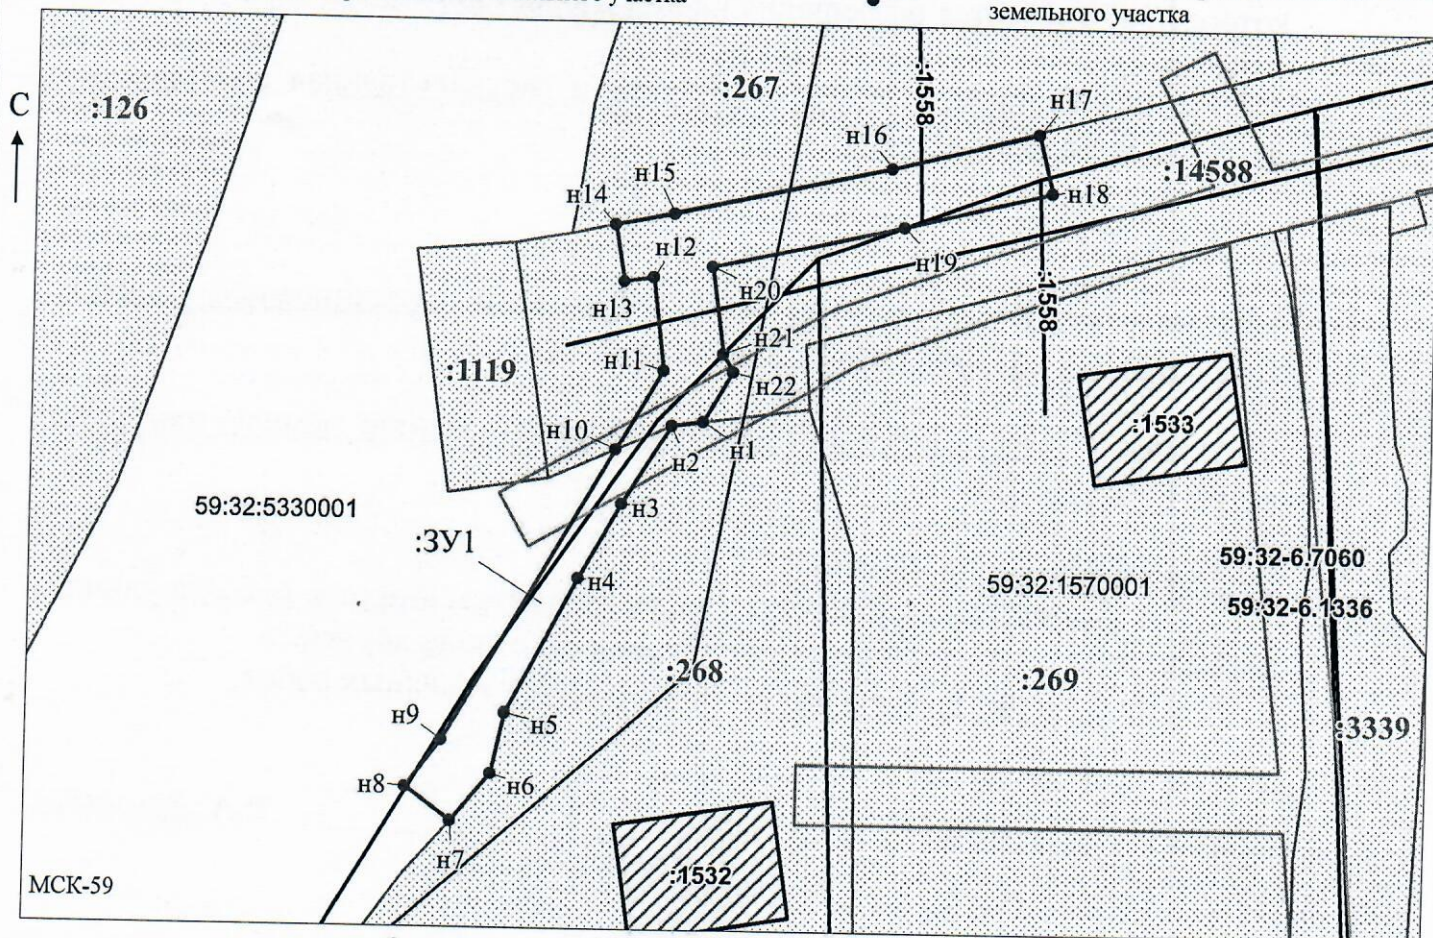 участка
земельного участка
С
:126
:267
:1558
н17
н16
н15
н14
:14588
н18
н12
н19
н13
н20
:1558
н21
:1119
н11
н22
:1533
н10
н2
н1
59:32:5330001
н3
:ЗУ1
н4
59:32-6.7060
59:32:1570001
59:32-6.1336
:268
:269
н9
н5
:3339
н8
н6
н7
:1532
МСК-59